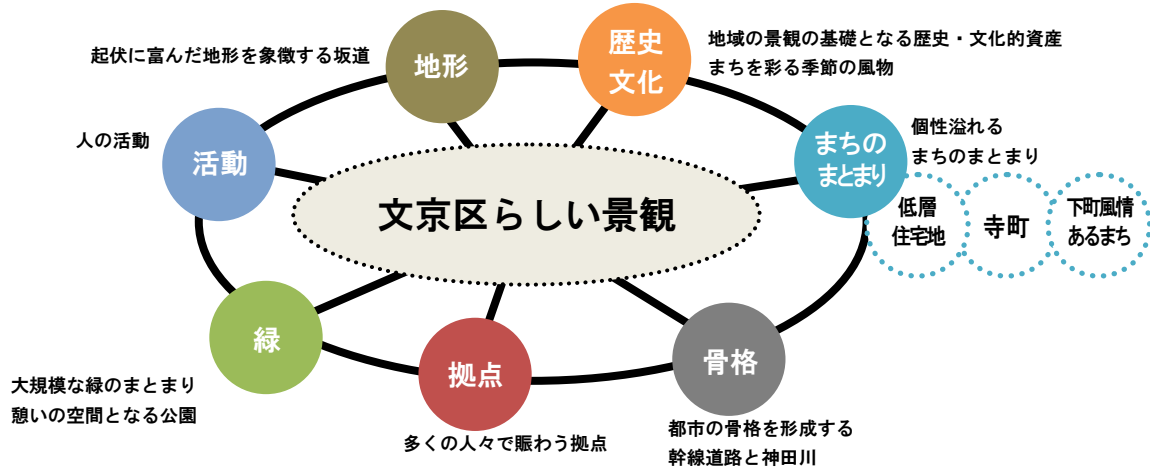 起伏に富んだ地形を象徴する坂道
地形
歴史
文化
地域の景観の基礎となる歴史・文化的資産
まちを彩る季節の風物
人の活動
活動
まちの
まとまり
個性溢れる
まちのまとまり
低層
住宅地
寺町
下町風情
あるまち
文京区らしい景観
緑
大規模な緑のまとまり
憩いの空間となる公園
拠点
多くの人々で賑わう拠点
骨格
都市の骨格を形成する
幹線道路と神田川